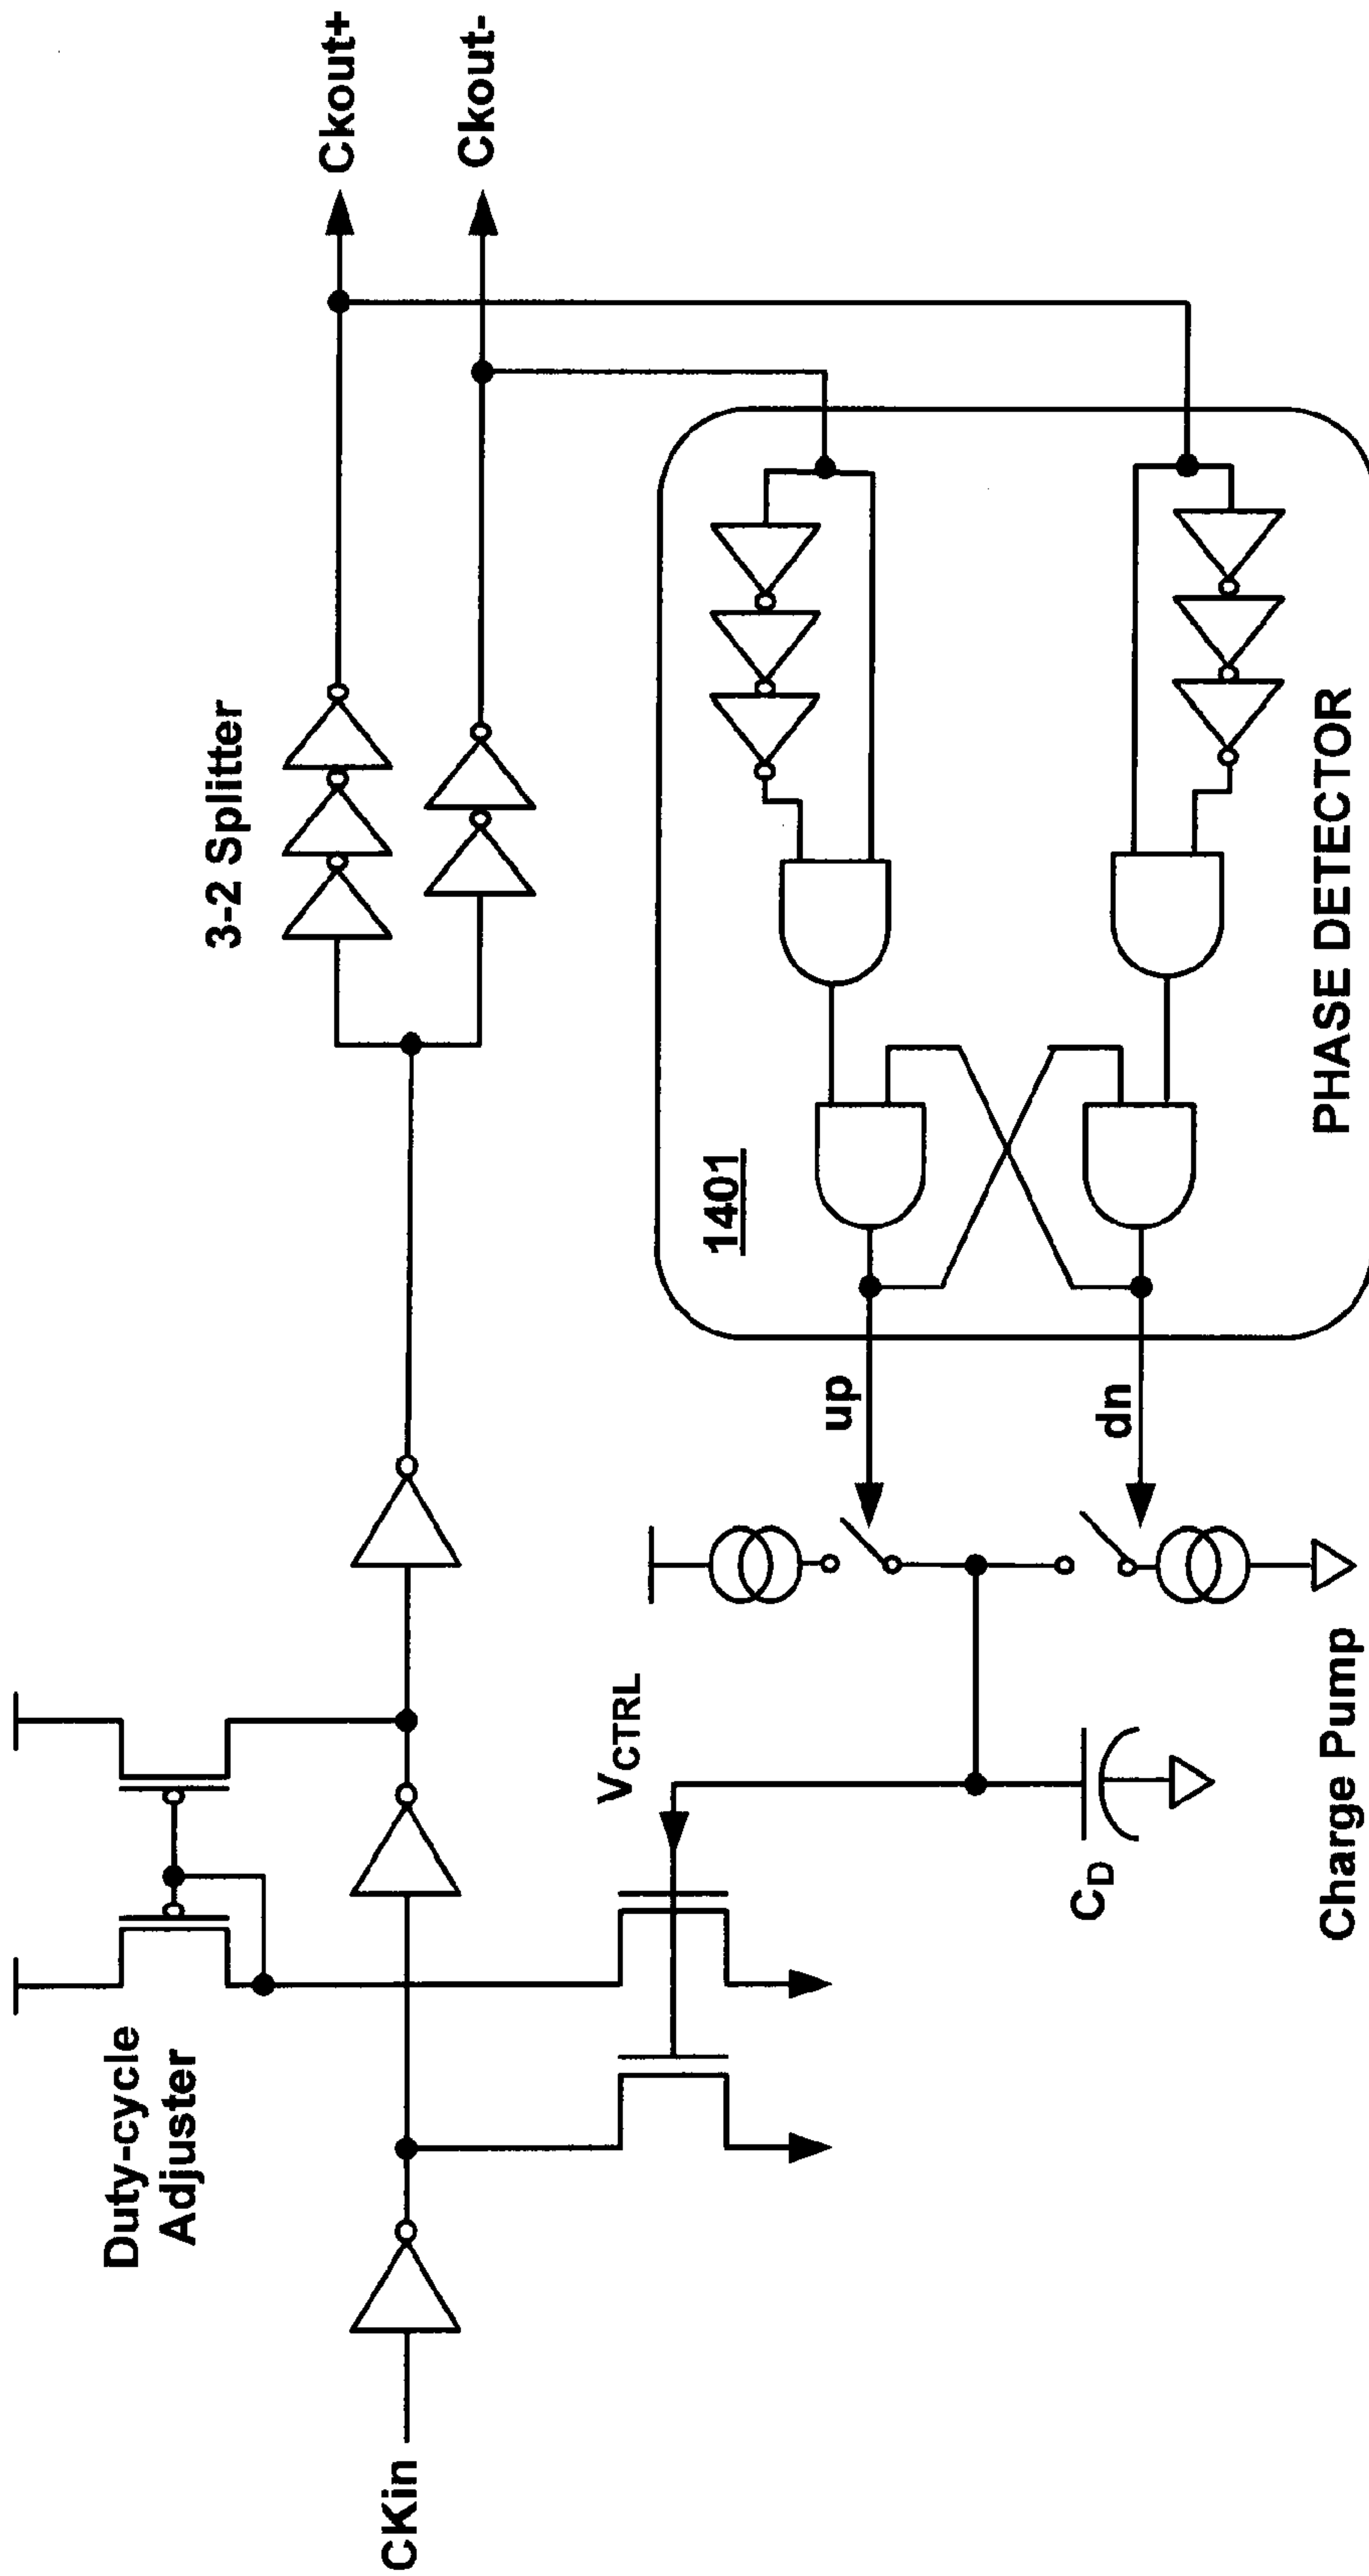 Duty-cycle
Adjuster
3-2 Splitter
Ckout+
Ckout-
CKin
VCTRL
1401
up
dn
CD
PHASE DETECTOR
Charge Pump